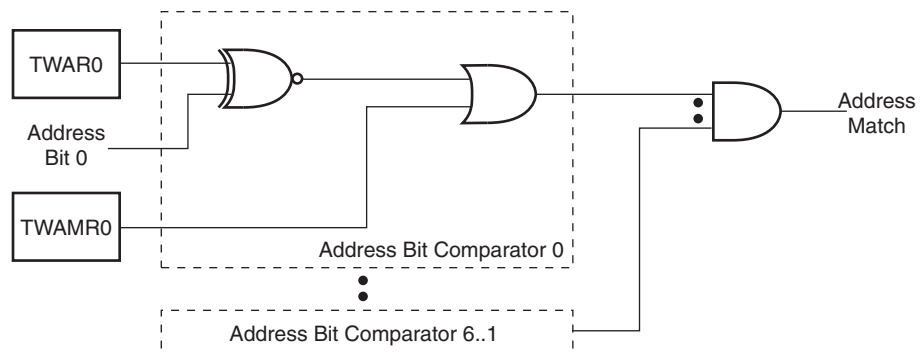 TWAR0
Address
Bit 0
TWAMR0
Address Bit Comparator 0
Address Bit Comparator 6..1
Address
Match